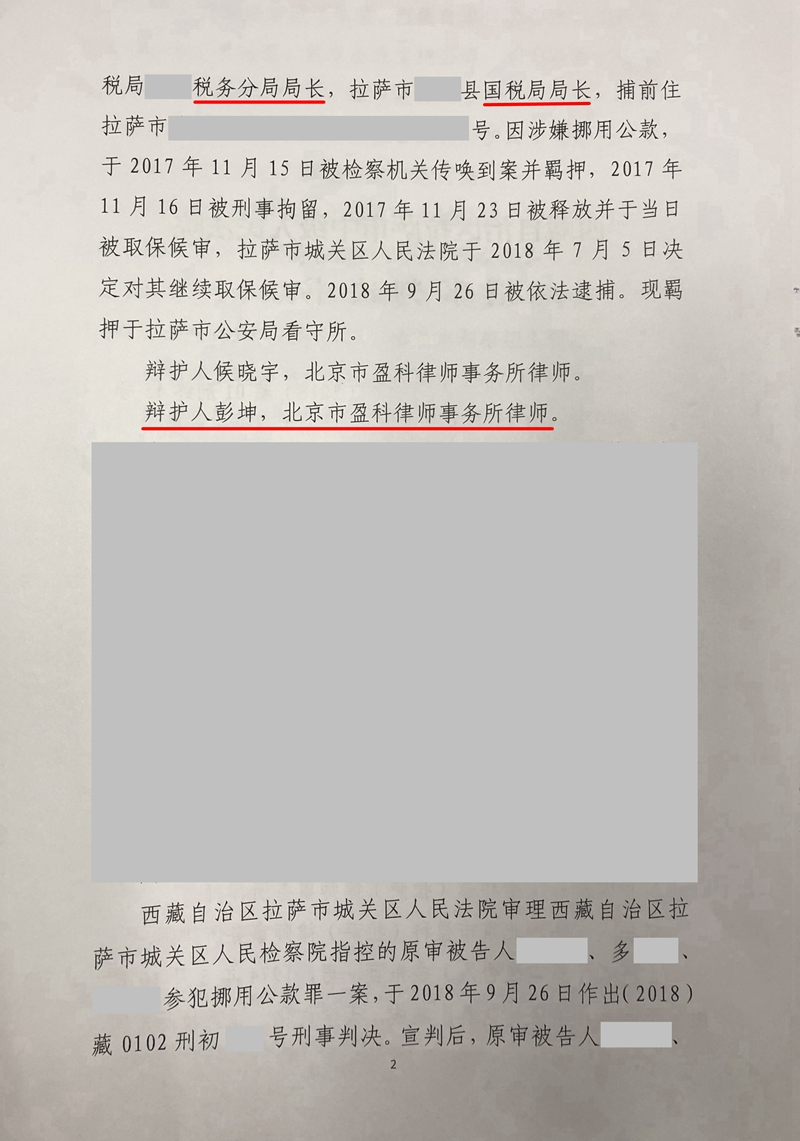 税局 税务分局局长，拉萨市 县国税局局长，捕前住
拉萨市 号。因涉嫌挪用公款，
于 2017 年 11 月 15 日被检察机关传唤到案并羁押，2017 年
11 月 16 日被刑事拘留，2017 年 11 月 23 日被释放并于当日
被取保候审，拉萨市城关区人民法院于 2018 年 7 月 5 日决
定对其继续取保候审。2018 年 9 月 26 日被依法逮捕。现羁
押于拉萨市公安局看守所。
辩护人候晓宇，北京市盈科律师事务所律师。
辩护人彭坤，北京市盈科律师事务所律师。
西藏自治区拉萨市城关区人民法院审理西藏自治区拉
萨市城关区人民检察院指控的原审被告人 、多 、
参犯挪用公款罪一案，于 2018 年 9 月 26 日作出（2018）
藏 0102 刑初 号刑事判决。宣判后，原审被告人 、
2